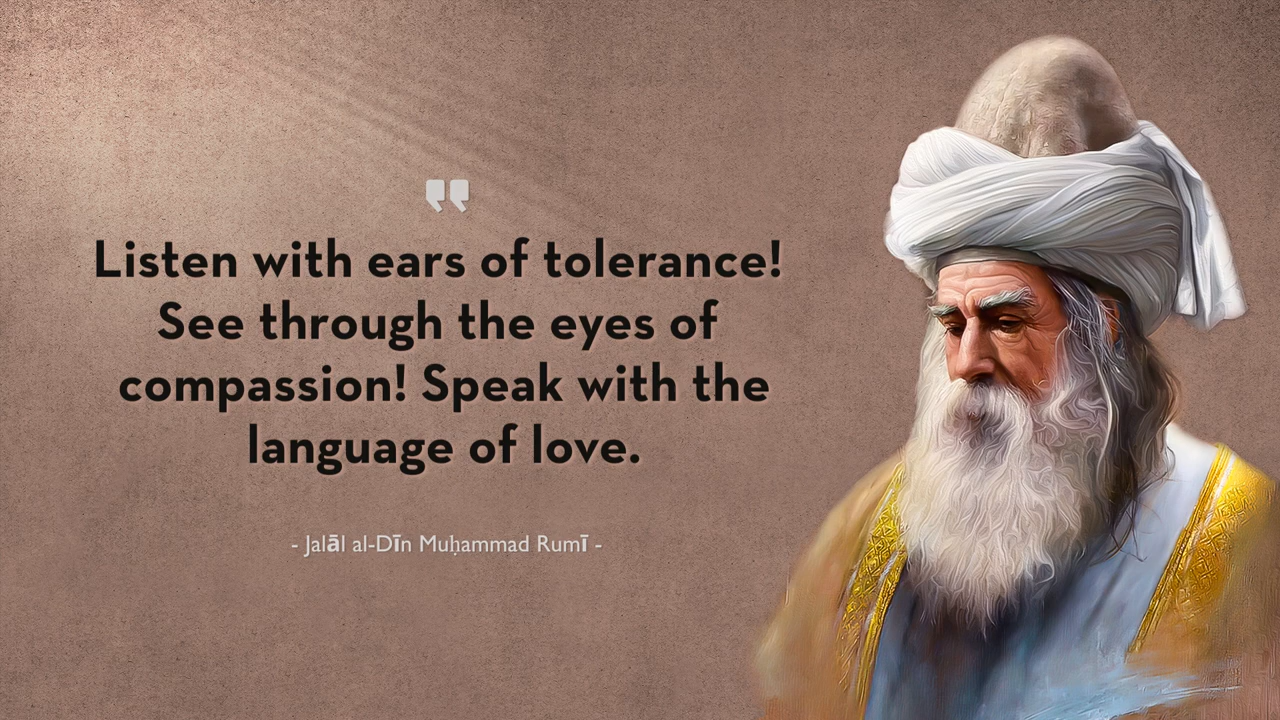 ❞
Listen with ears of tolerance!
See through the eyes of
compassion! Speak with the
language of love.
- Jalāl al-Dīn Muḥammad Rumī -